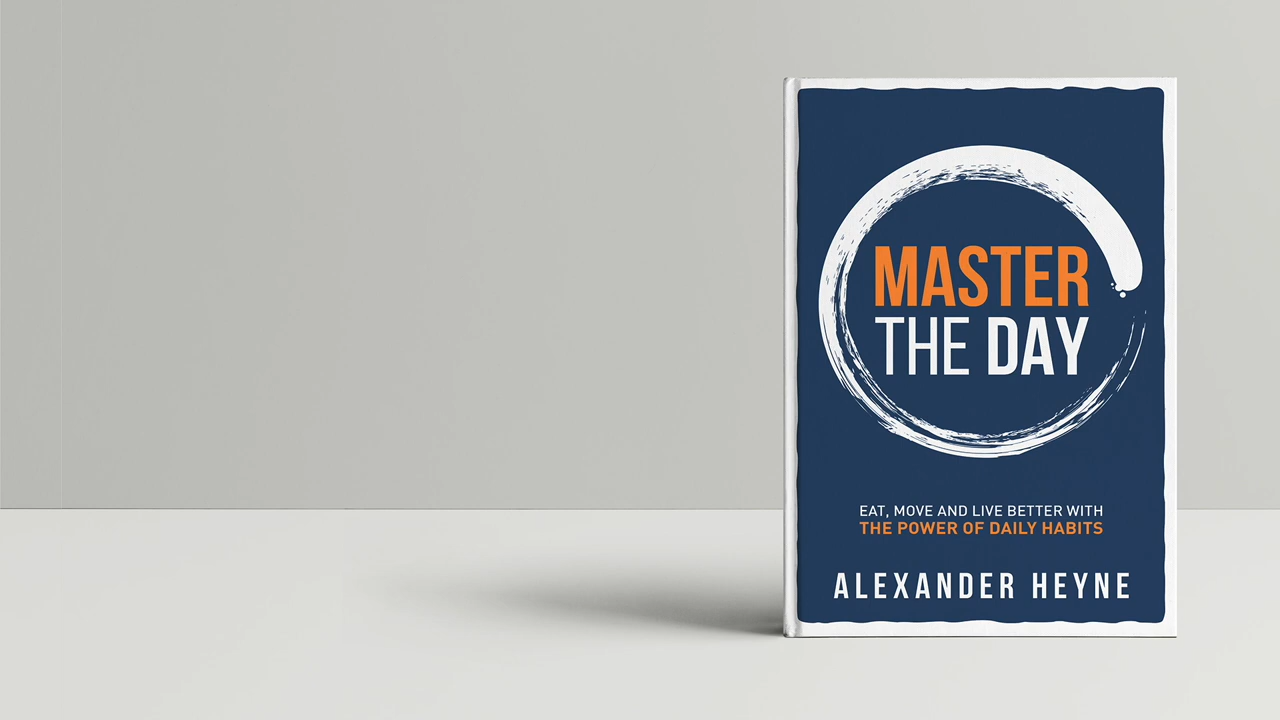 MASTER
THE DAY
EAT, MOVE AND LIVE BETTER WITH
THE POWER OF DAILY HABITS
ALEXANDER HEYNE